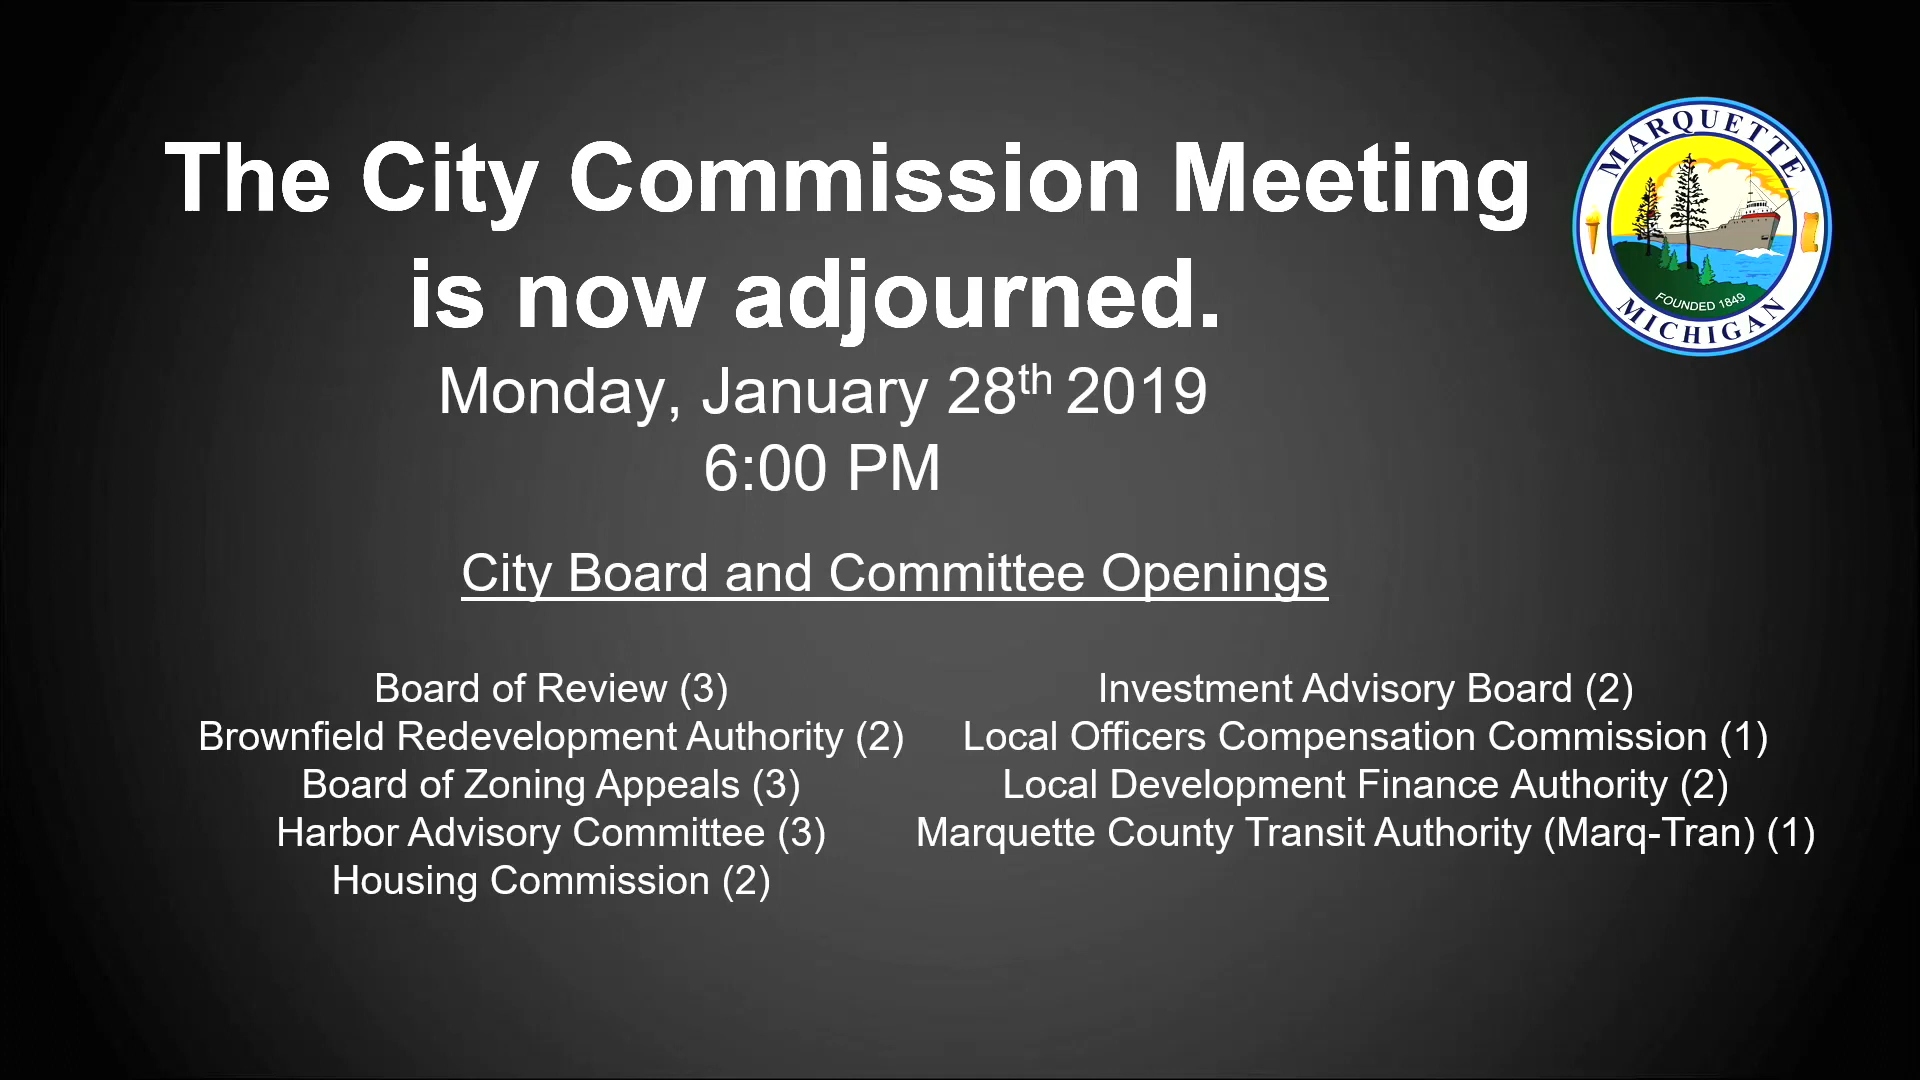 The City Commission Meeting
is now adjourned.
Monday, January 28th 2019
6:00 PM
MARQUETTE
FOUNDED 1849
MICHIGAN
City Board and Committee Openings
Board of Review (3)
Brownfield Redevelopment Authority (2)
Board of Zoning Appeals (3)
Harbor Advisory Committee (3)
Housing Commission (2)
Investment Advisory Board (2)
Local Officers Compensation Commission (1)
Local Development Finance Authority (2)
Marquette County Transit Authority (Marq-Tran) (1)